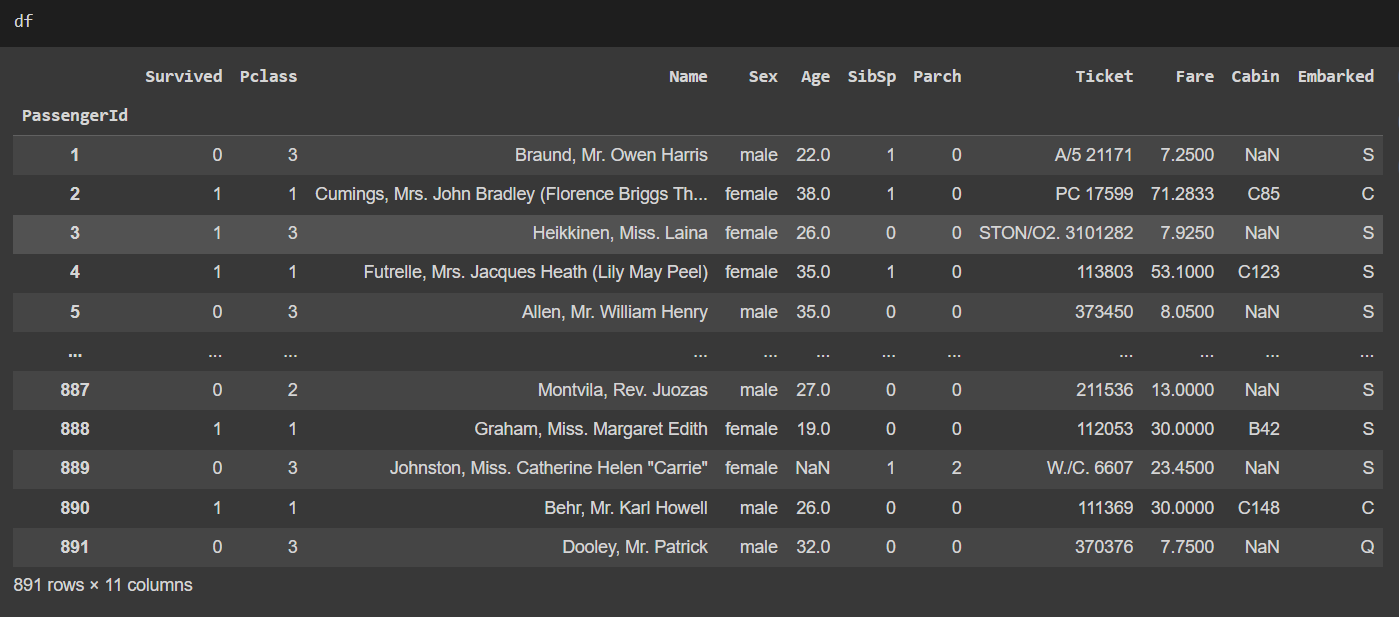 df
Survived Pclass Name Sex Age SibSp Parch Ticket Fare Cabin Embarked
PassengerId
1 0 3 Braund, Mr. Owen Harris male 22.0 1 0 A/5 21171 7.2500 NaN S
2 1 1 Cumings, Mrs. John Bradley (Florence Briggs Th... female 38.0 1 0 PC 17599 71.2833 C85 C
3 1 3 Heikkinen, Miss. Laina female 26.0 0 0 STON/O2. 3101282 7.9250 NaN S
4 1 1 Futrelle, Mrs. Jacques Heath (Lily May Peel) female 35.0 1 0 113803 53.1000 C123 S
5 0 3 Allen, Mr. William Henry male 35.0 0 0 373450 8.0500 NaN S
... ... ... ... ... ... ... ... ... ... ... ...
887 0 2 Montvila, Rev. Juozas male 27.0 0 0 211536 13.0000 NaN S
888 1 1 Graham, Miss. Margaret Edith female 19.0 0 0 112053 30.0000 B42 S
889 0 3 Johnston, Miss. Catherine Helen "Carrie" female NaN 1 2 W./C. 6607 23.4500 NaN S
890 1 1 Behr, Mr. Karl Howell male 26.0 0 0 111369 30.0000 C148 C
891 0 3 Dooley, Mr. Patrick male 32.0 0 0 370376 7.7500 NaN Q
891 rows × 11 columns